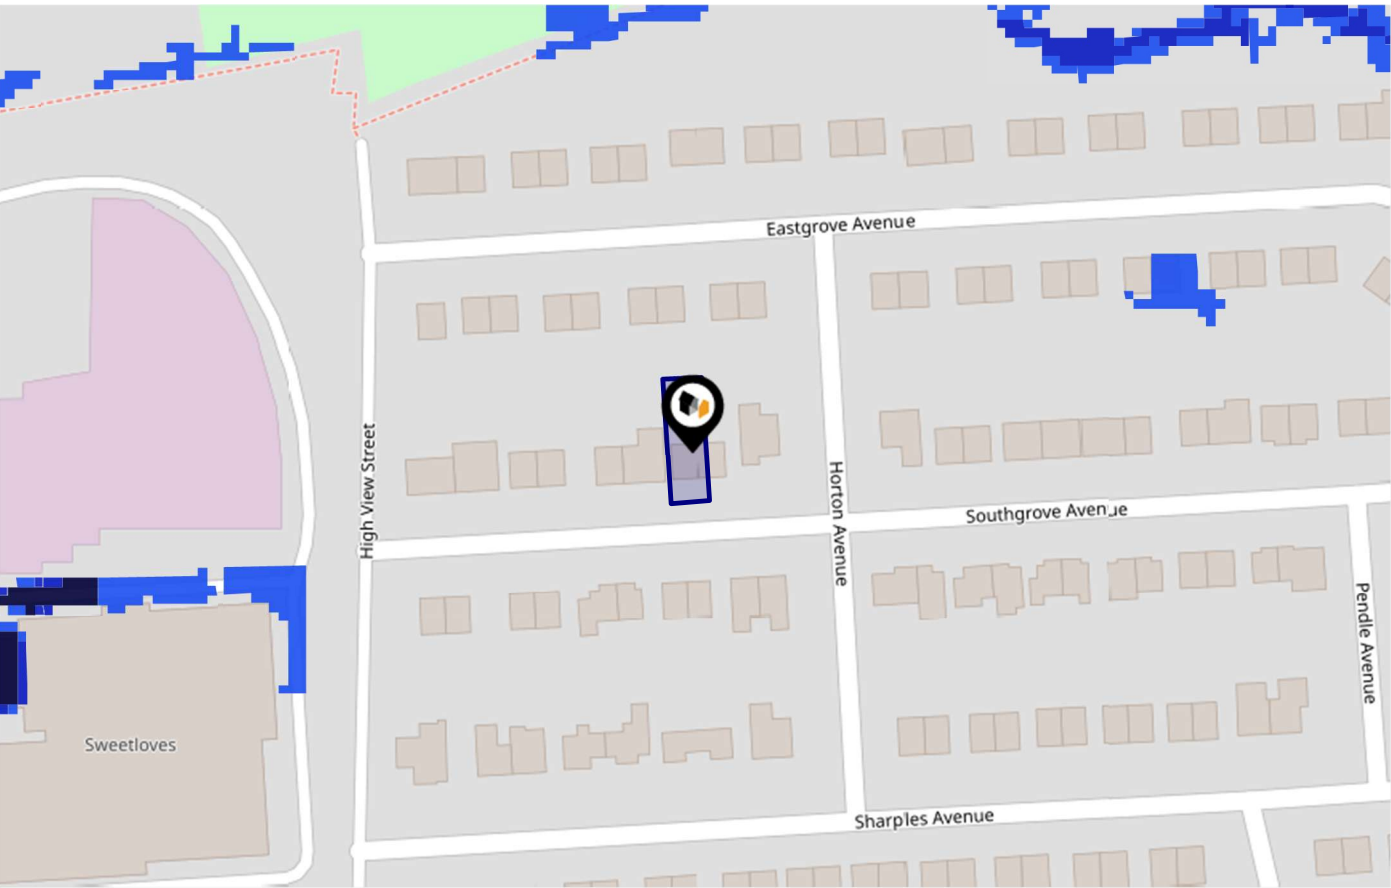 Eastgrove Avenue
High View Street
Horton Avenue
Southgrove Avenue
Pendle Avenue
Sweetloves
Sharples Avenue